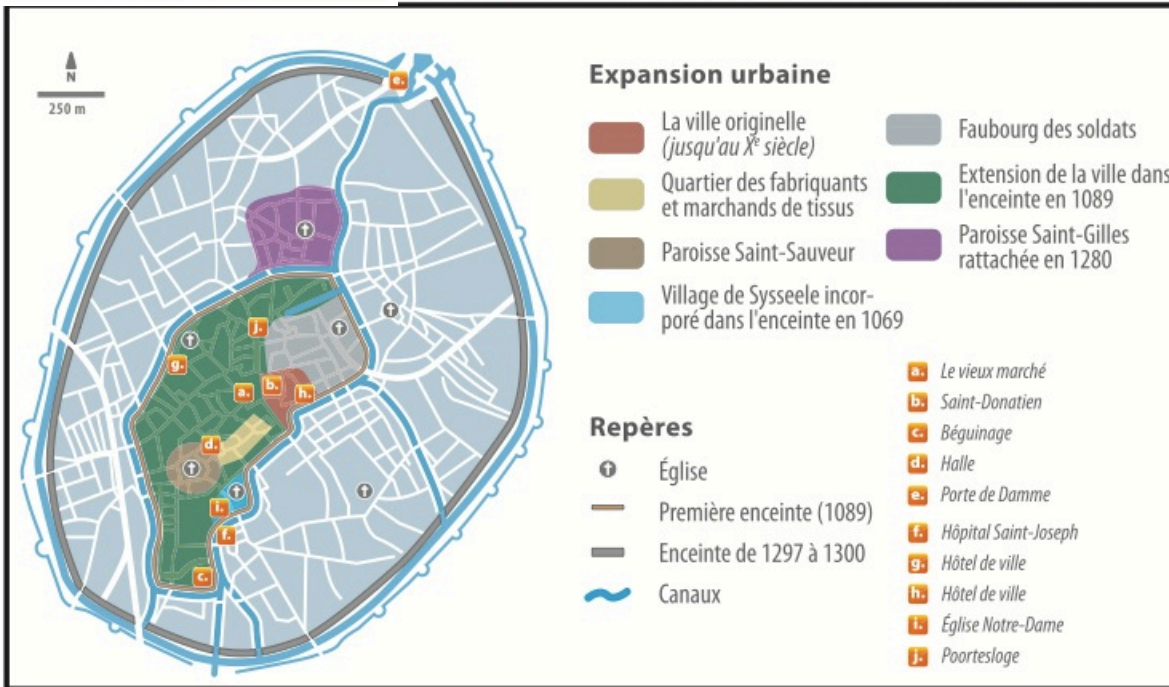 N
250 m
e.
j.
g.
a.
b.
h.
d.
i.
f.
c.
Expansion urbaine
La ville originelle
(jusqu'au Xe siècle)
Quartier des fabriquants
et marchands de tissus
Paroisse Saint-Sauveur
Village de Sysseele incor-
poré dans l'enceinte en 1069
Faubourg des soldats
Extension de la ville dans
l'enceinte en 1089
Paroisse Saint-Gilles
rattachée en 1280
Repères
Église
Première enceinte (1089)
Enceinte de 1297 à 1300
Canaux
a. Le vieux marché
b. Saint-Donatien
c. Béguinage
d. Halle
e. Porte de Damme
f. Hôpital Saint-Joseph
g. Hôtel de ville
h. Hôtel de ville
i. Église Notre-Dame
j. Poortesloge